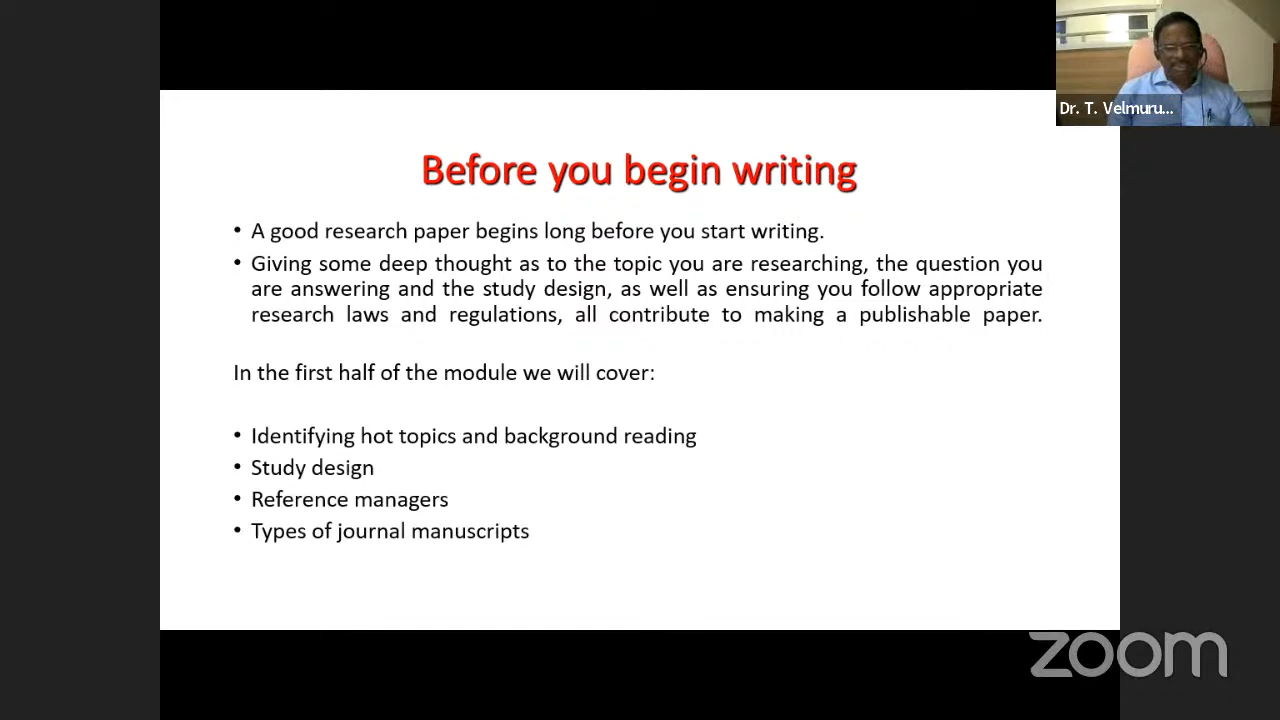 Before you begin writing
• A good research paper begins long before you start writing.
• Giving some deep thought as to the topic you are researching, the question you
are answering and the study design, as well as ensuring you follow appropriate
research laws and regulations, all contribute to making a publishable paper.
In the first half of the module we will cover:
• Identifying hot topics and background reading
• Study design
• Reference managers
• Types of journal manuscripts
Dr. T. Velmuru...
zoom